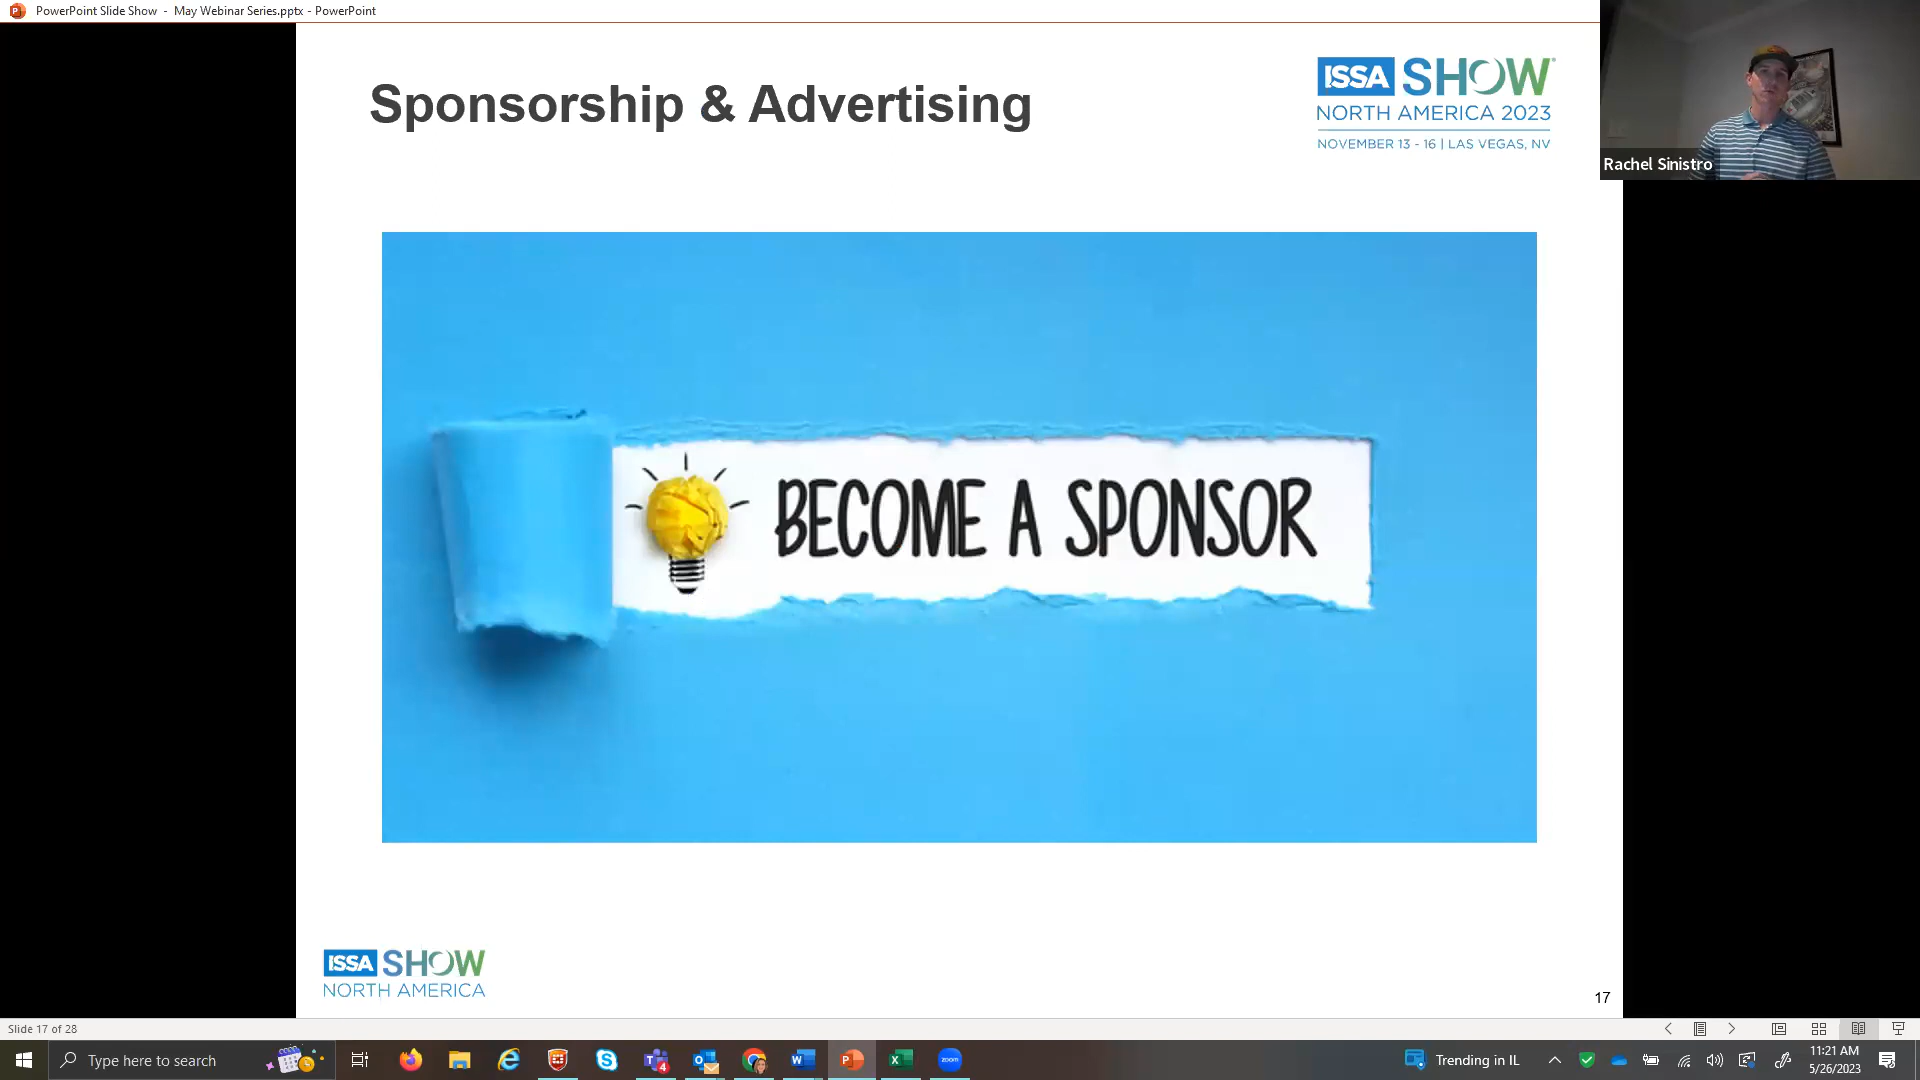 PowerPoint Slide Show - May Webinar Series.pptx - PowerPoint
Sponsorship & Advertising
ISSA SHOW
NORTH AMERICA 2023
NOVEMBER 13 - 16 | LAS VEGAS, NV
Rachel Sinistro
BECOME A SPONSOR
ISSA SHOW
NORTH AMERICA
17
Slide 17 of 28
Type here to search
4
zoom
Trending in IL
11:21 AM
5/26/2023